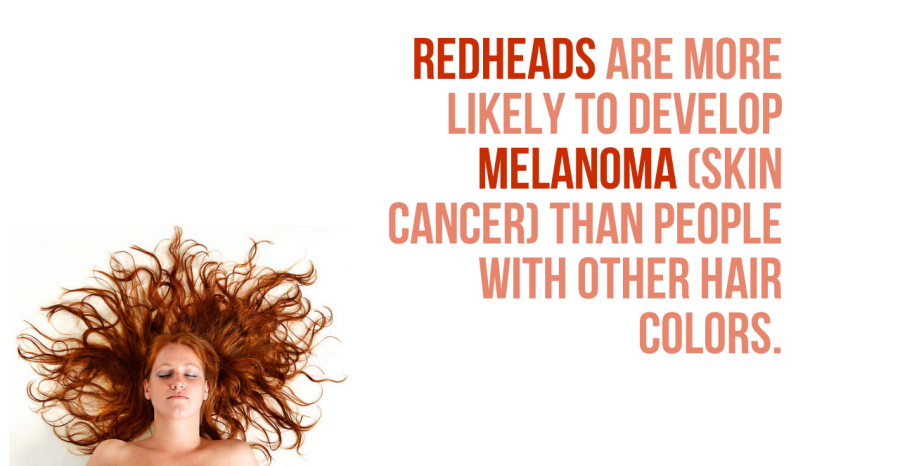 REDHEADS ARE MORE
LIKELY TO DEVELOP
MELANOMA (SKIN
CANCER) THAN PEOPLE
WITH OTHER HAIR
COLORS.